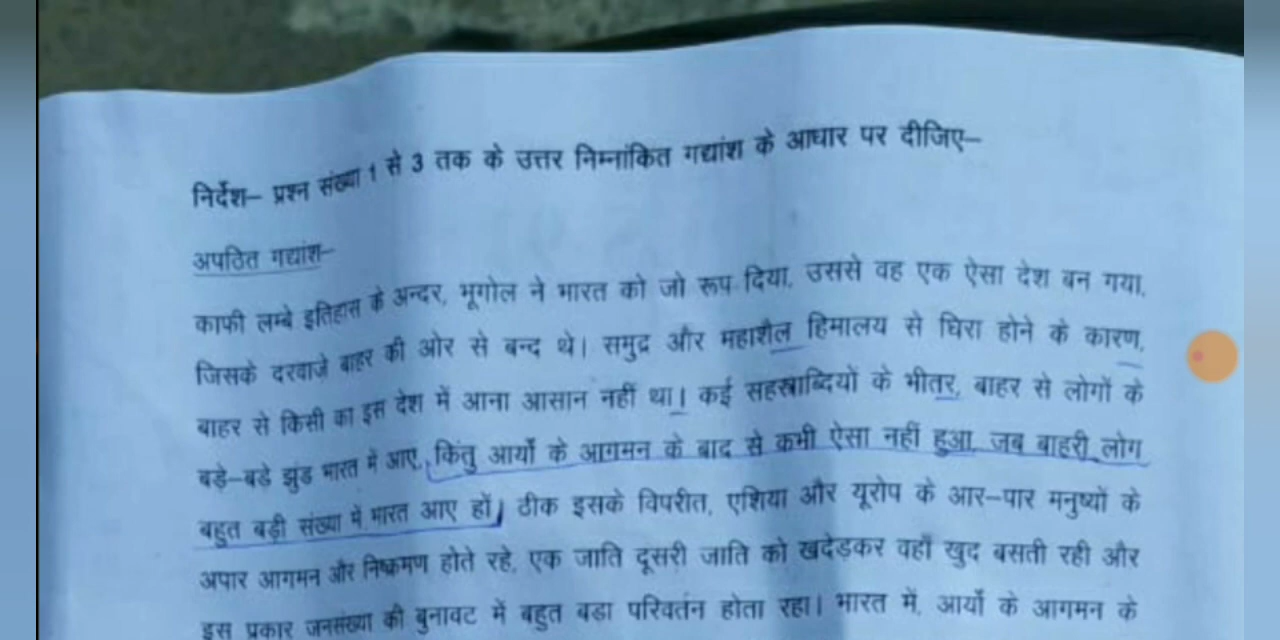 निर्देश– प्रश्न संख्या 1 से 3 तक के उत्तर निम्नांकित गद्यांश के आधार पर दीजिए–
अपठित गद्यांश–
काफी लम्बे इतिहास के अन्दर, भूगोल ने भारत को जो रूप दिया, उससे वह एक ऐसा देश बन गया,
जिसके दरवाजे बाहर की ओर से बन्द थे। समुद्र और महाशैल हिमालय से घिरा होने के कारण,
बाहर से किसी का इस देश में आना आसान नहीं था। कई सहस्राब्दियों के भीतर, बाहर से लोगों के
बड़े–बड़े झुंड भारत में आए, किंतु आर्यों के आगमन के बाद से कभी ऐसा नहीं हुआ, जब बाहरी लोग
बहुत बड़ी संख्या में भारत आए हों। ठीक इसके विपरीत, एशिया और यूरोप के आर–पार मनुष्यों के
अपार आगमन और निष्क्रमण होते रहे, एक जाति दूसरी जाति को खदेड़कर वहाँ खुद बसती रही और
इस प्रकार जनसंख्या की बुनावट में बहुत बडा परिवर्तन होता रहा। भारत में, आर्यों के आगमन के